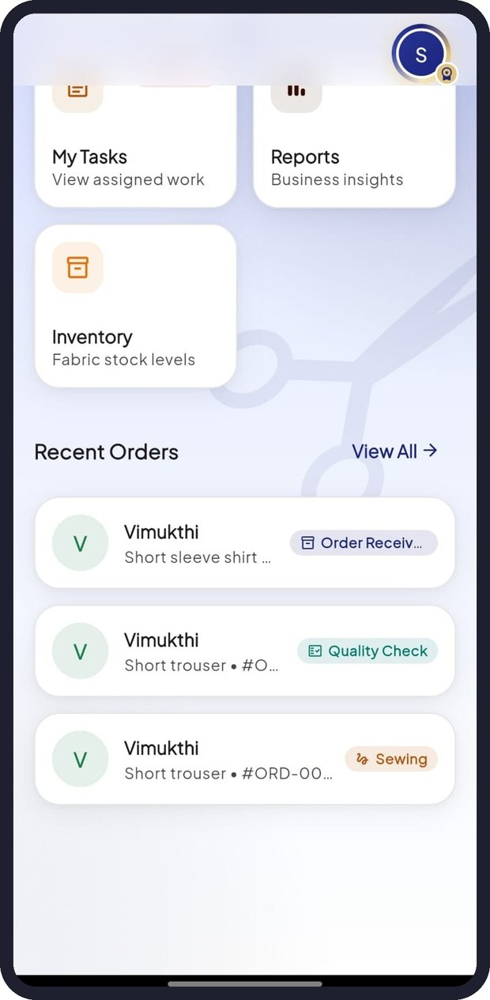 S
My Tasks
View assigned work
Reports
Business insights
Inventory
Fabric stock levels
Recent Orders
View All →
V
Vimukthi
Short sleeve shirt ...
Order Receiv...
V
Vimukthi
Short trouser • #O...
Quality Check
V
Vimukthi
Short trouser • #ORD-00...
Sewing